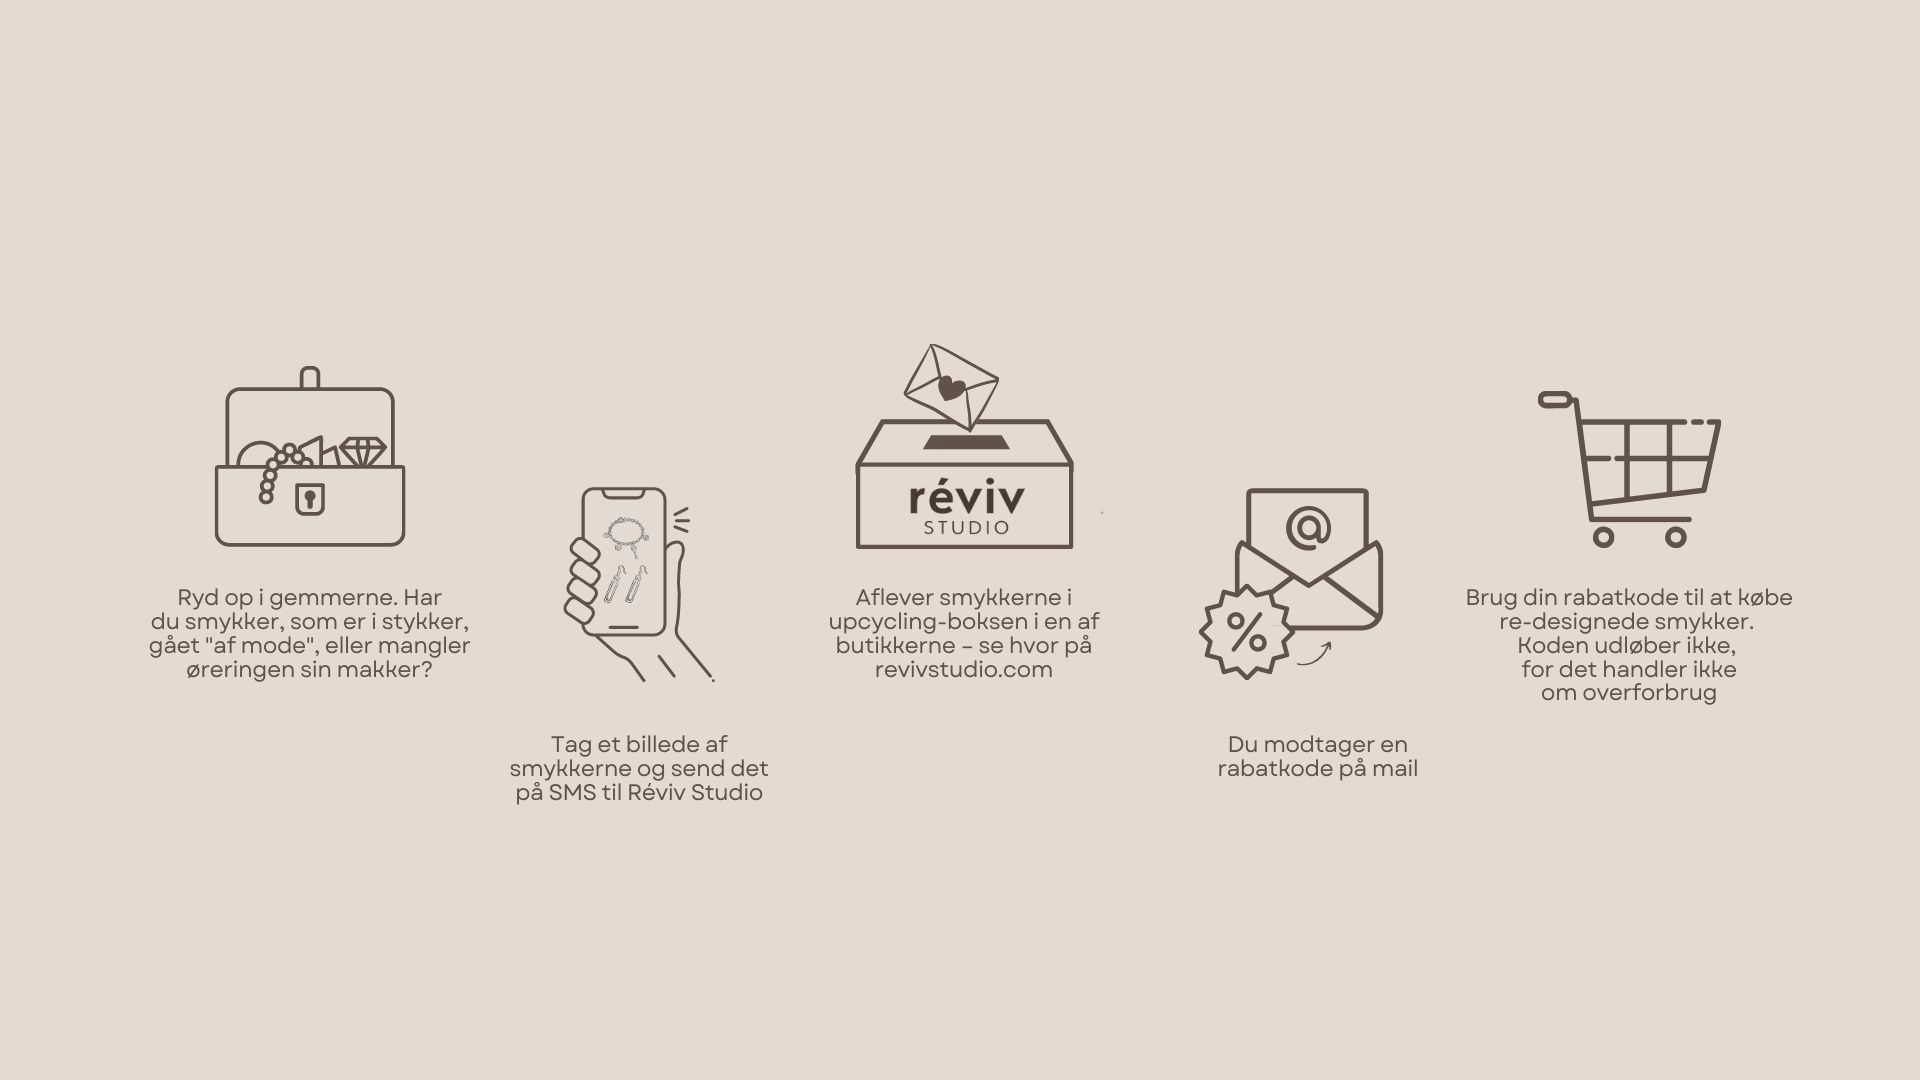 Ryd op i gemmerne. Har
du smykker, som er i stykker,
gået "af mode", eller mangler
øreringen sin makker?
Tag et billede af
smykkerne og send det
på SMS til Réviv Studio
réviv
STUDIO
Aflever smykkerne i
upcycling-boksen i en af
butikkerne – se hvor på
revivstudio.com
@
%
Du modtager en
rabatkode på mail
Brug din rabatkode til at købe
re-designede smykker.
Koden udløber ikke,
for det handler ikke
om overforbrug